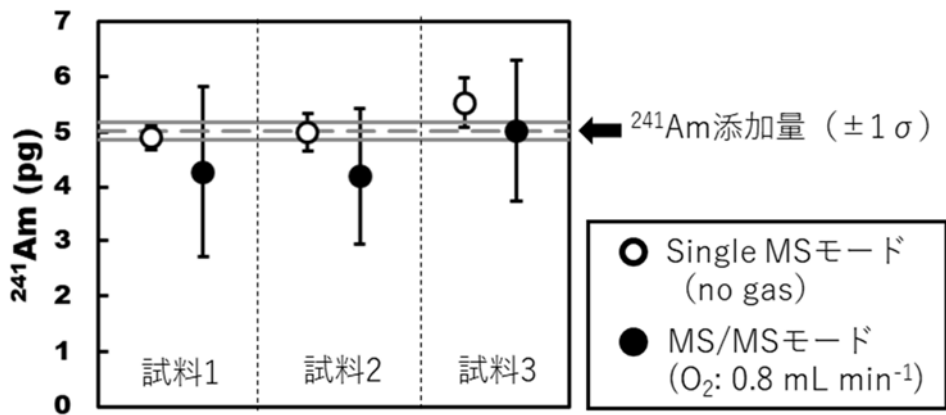 7
6
5
4
3
2
1
0
²⁴¹Am (pg)
試料1
試料2
試料3
²⁴¹Am添加量（±1σ）
Single MSモード
(no gas)
MS/MSモード
(O₂: 0.8 mL min⁻¹)